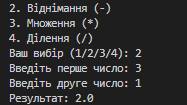 2. Віднімання (-)
3. Множення (*)
4. Ділення (/)
Ваш вибір (1/2/3/4): 2
Введіть перше число: 3
Введіть друге число: 1
Результат: 2.0